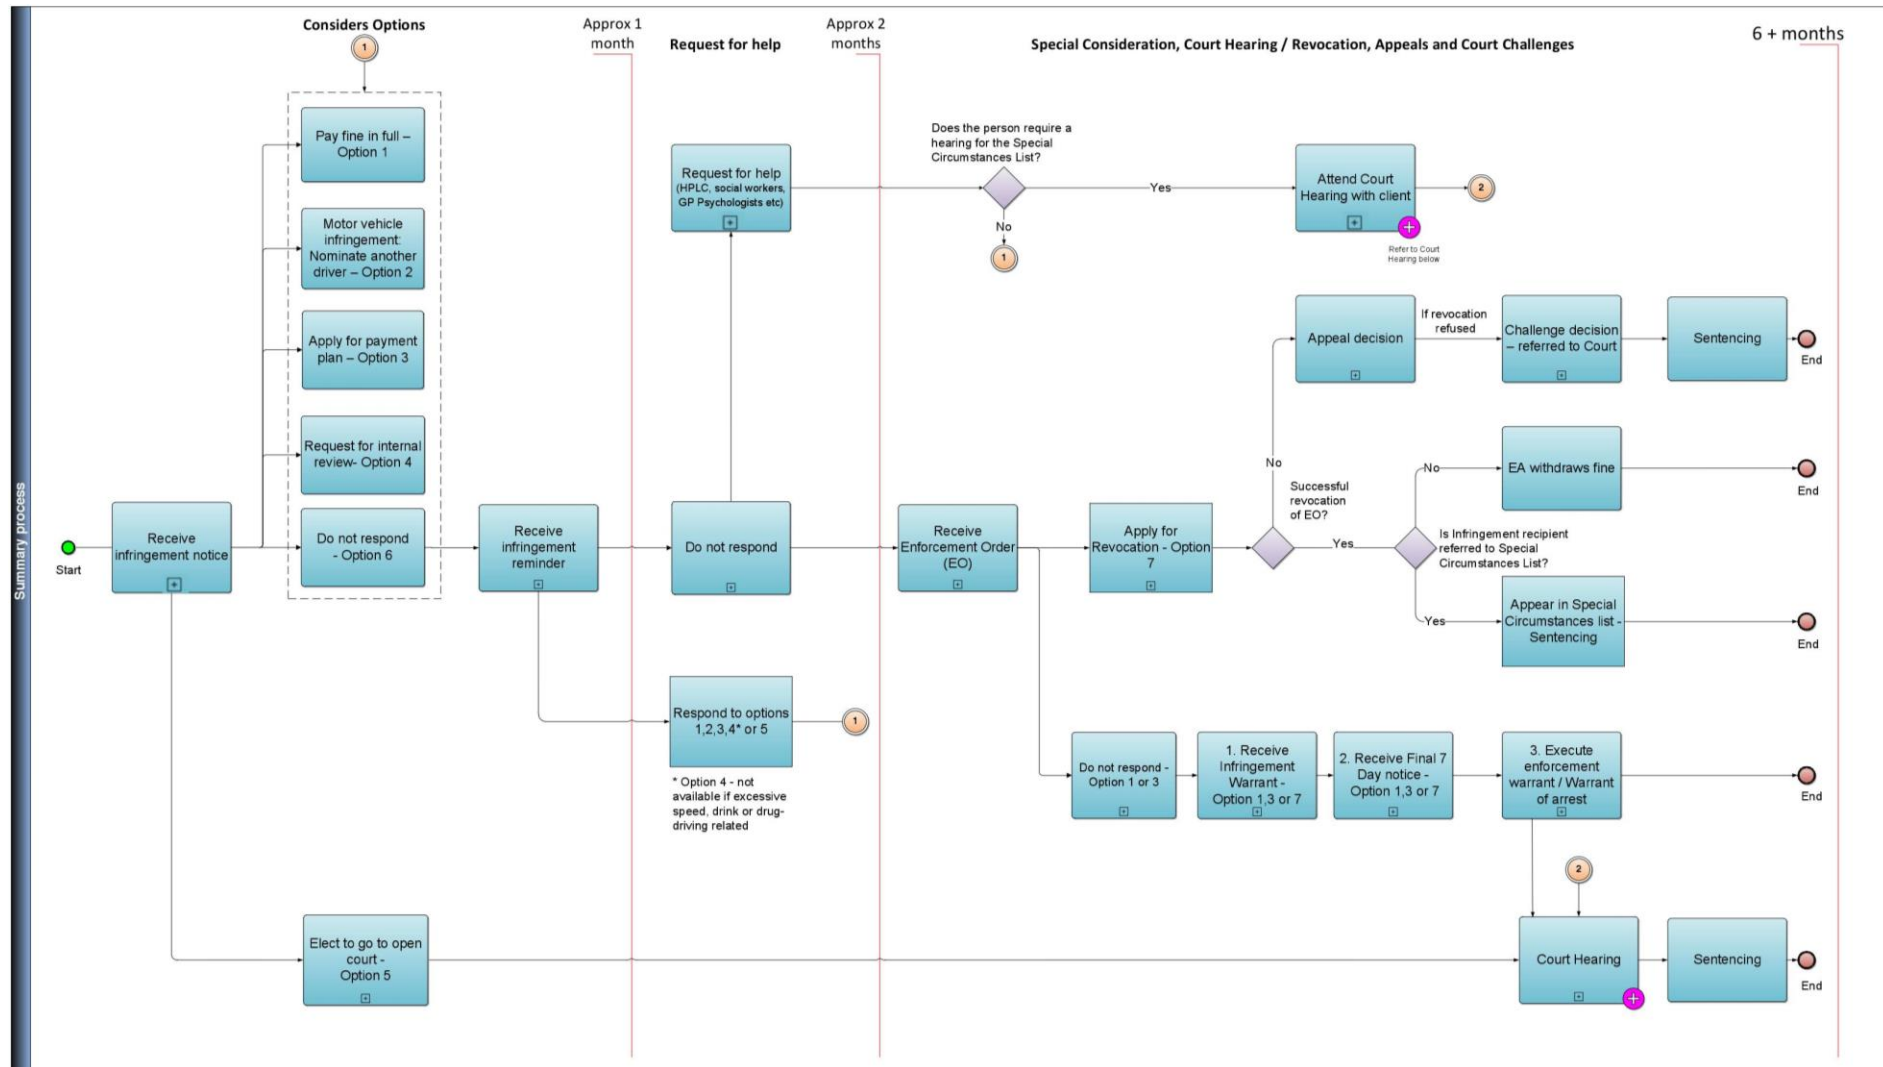 Considers Options
Approx 1
month
Request for help
Approx 2
months
Special Consideration, Court Hearing / Revocation, Appeals and Court Challenges
6 + months
Summary process
1
Pay fine in full –
Option 1
Motor vehicle
infringement:
Nominate another
driver – Option 2
Apply for payment
plan – Option 3
Request for internal
review- Option 4
Do not respond
- Option 6
Start
Receive
infringement notice
Receive
infringement
reminder
Request for help
(HPLC, social workers,
GP Psychologists etc)
Do not respond
Respond to options
1,2,3,4* or 5
1
* Option 4 - not
available if excessive
speed, drink or drug-
driving related
Elect to go to open
court -
Option 5
Does the person require a
hearing for the Special
Circumstances List?
Yes
No
1
Attend Court
Hearing with client
2
Refer to Court
Hearing below
Appeal decision
If revocation
refused
Challenge decision
– referred to Court
Sentencing
End
No
Successful
revocation
of EO?
Receive
Enforcement Order
(EO)
Apply for
Revocation - Option
7
Yes
No
EA withdraws fine
End
Is Infringement recipient
referred to Special
Circumstances List?
Yes
Appear in Special
Circumstances list -
Sentencing
End
Do not respond -
Option 1 or 3
1. Receive
Infringement
Warrant -
Option 1,3 or 7
2. Receive Final 7
Day notice -
Option 1,3 or 7
3. Execute
enforcement
warrant / Warrant
of arrest
End
2
Court Hearing
Sentencing
End